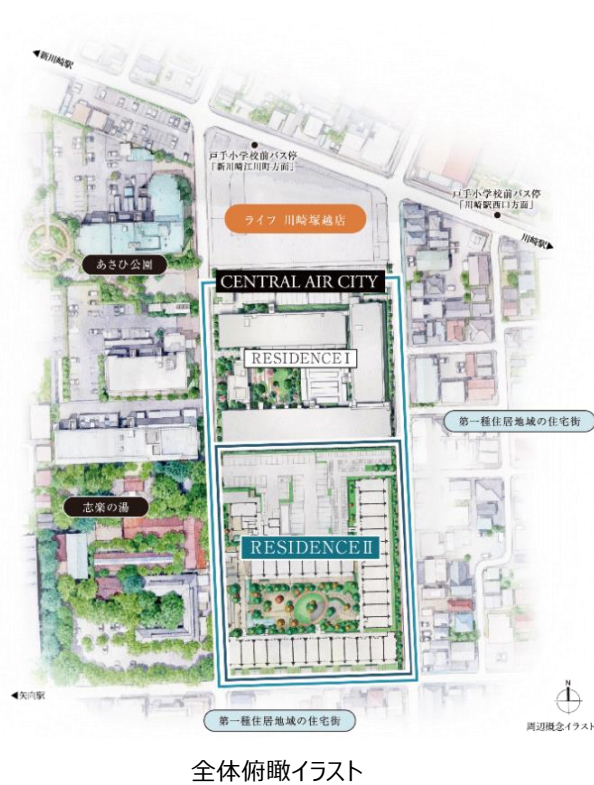 ◀新川崎駅
戸手小学校前バス停
「新川崎江川町方面」
戸手小学校前バス停
「川崎駅西口方面」
ライフ 川崎塚越店
川崎駅▶
あさひ公園
CENTRAL AIR CITY
RESIDENCE I
第一種住居地域の住宅街
志楽の湯
RESIDENCE II
N
◀矢向駅
第一種住居地域の住宅街
周辺概念イラスト
全体俯瞰イラスト